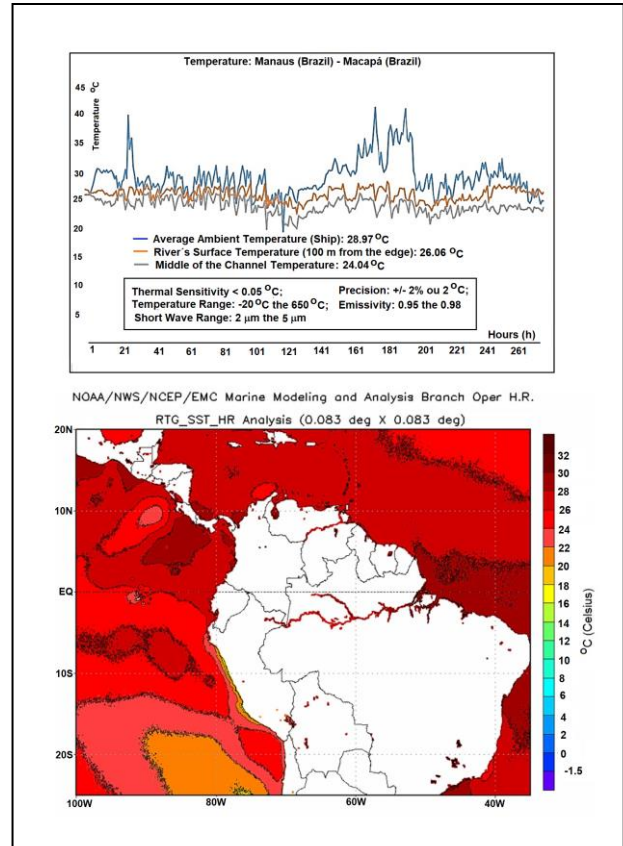 Temperature: Manaus (Brazil) - Macapá (Brazil)
Temperature °C
45
40
35
30
25
20
15
10
5
Average Ambient Temperature (Ship): 28.97 °C
River´s Surface Temperature (100 m from the edge): 26.06 °C
Middle of the Channel Temperature: 24.04 °C
Thermal Sensitivity < 0.05 °C; Precision: +/- 2% ou 2 °C;
Temperature Range: -20 °C the 650 °C; Emissivity: 0.95 the 0.98
Short Wave Range: 2 µm the 5 µm
Hours (h)
1 21 41 61 81 101 121 141 161 181 201 221 241 261
NOAA/NWS/NCEP/EMC Marine Modeling and Analysis Branch Oper H.R.
RTG_SST_HR Analysis (0.083 deg X 0.083 deg)
20N
10N
EQ
10S
20S
100W 80W 60W 40W
32
30
28
26
24
22
20
18
16
14
12
10
8
6
4
2
0
-1.5
°C (Celsius)